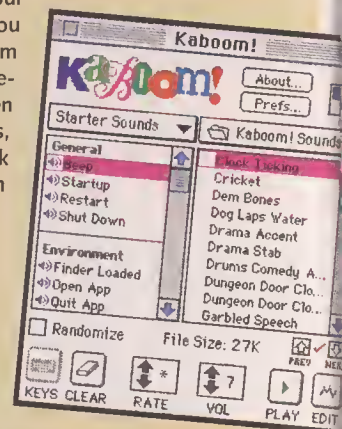 ou
m
en
s,
k
n
Kaboom!
Kaboom!
About...
Prefs...
Starter Sounds
Kaboom! Sounds
General
Beep
Startup
Restart
Shut Down
Environment
Finder Loaded
Open App
Quit App
Clock Ticking
Cricket
Dem Bones
Dog Laps Water
Drama Accent
Drama Stab
Drums Comedy A...
Dungeon Door Clo...
Dungeon Door Clo...
Garbled Speech
Randomize
File Size: 27K
PREV
KEYS CLEAR
RATE
*
VOL
?
PLAY EDIT